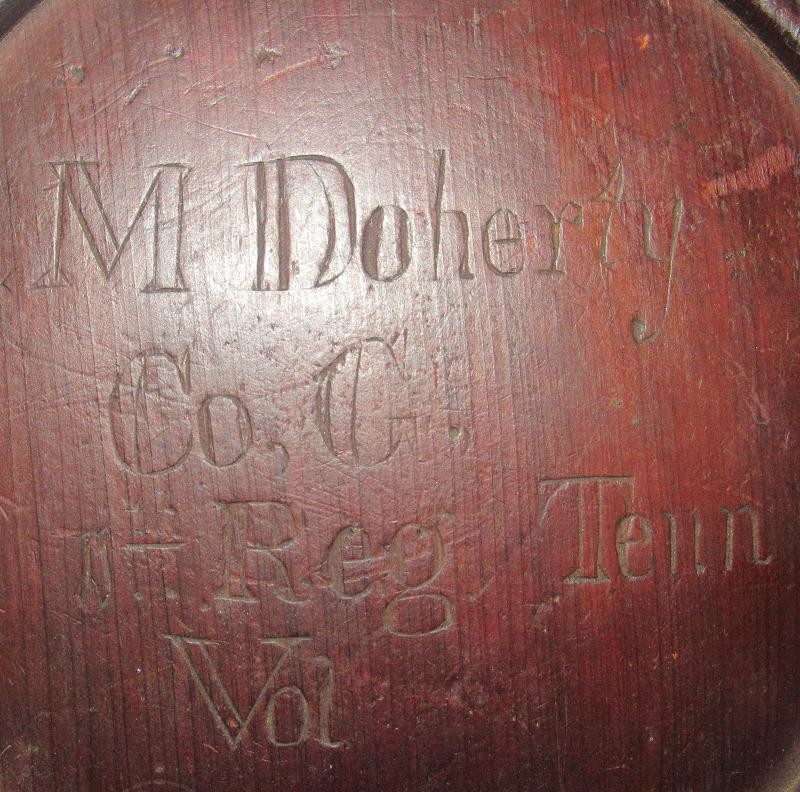 M Doherty
Co, G.,
Reg, Tenn
Vol